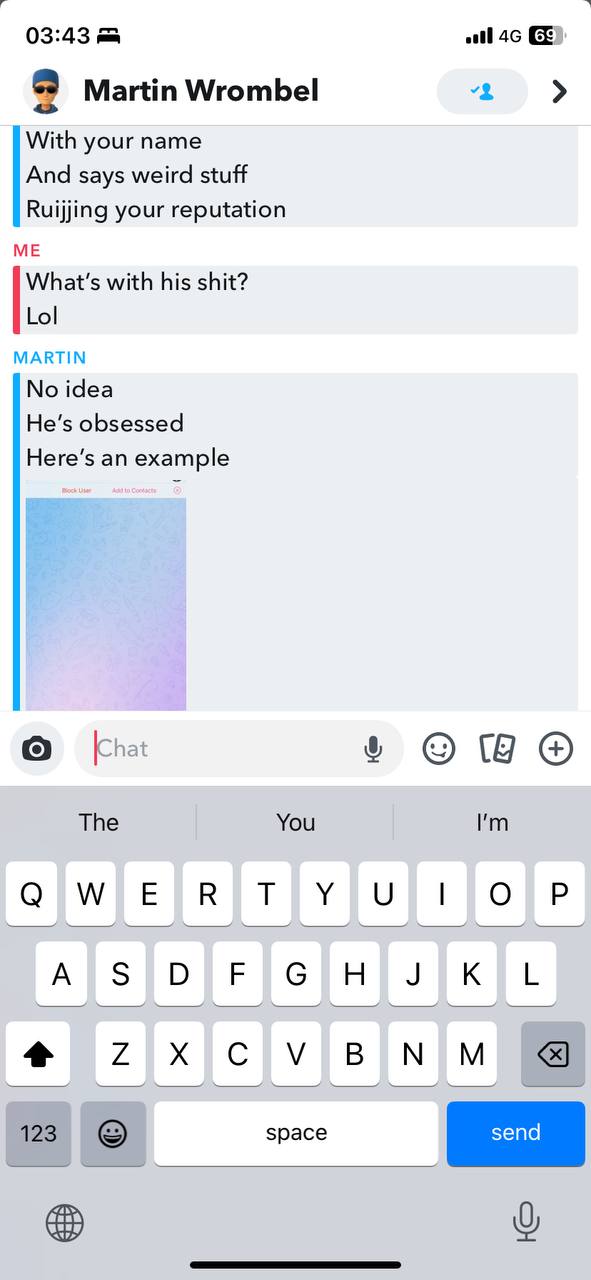 03:43
4G 69
Martin Wrombel
With your name
And says weird stuff
Ruijjing your reputation
ME
What's with his shit?
Lol
MARTIN
No idea
He's obsessed
Here's an example
Block User Add to Contacts
Chat
The You I'm
Q W E R T Y U I O P
A S D F G H J K L
Z X C V B N M
123 space send